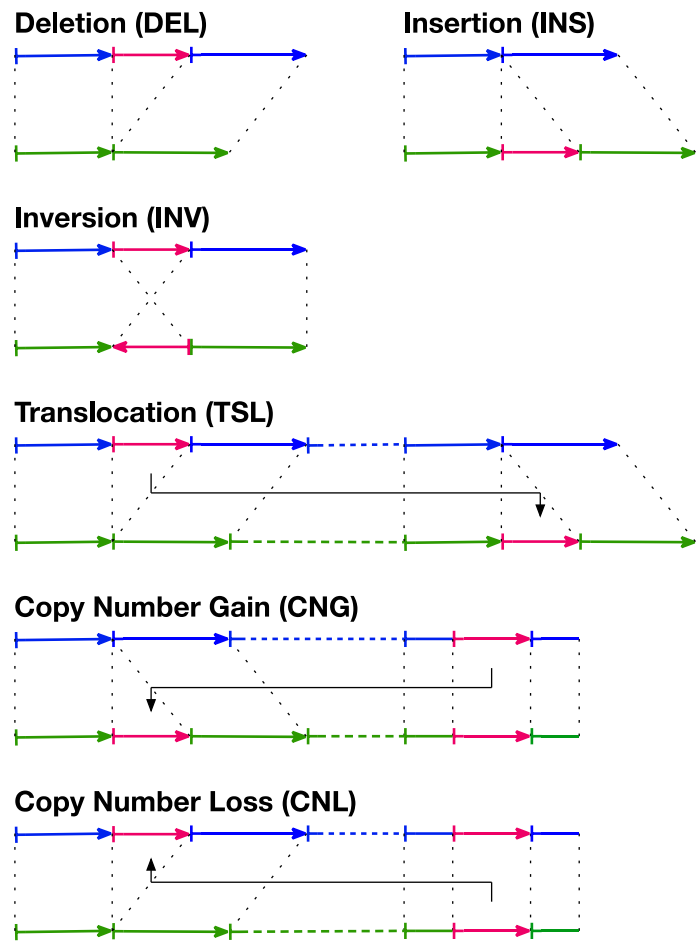 Deletion (DEL)
Insertion (INS)
Inversion (INV)
Translocation (TSL)
Copy Number Gain (CNG)
Copy Number Loss (CNL)